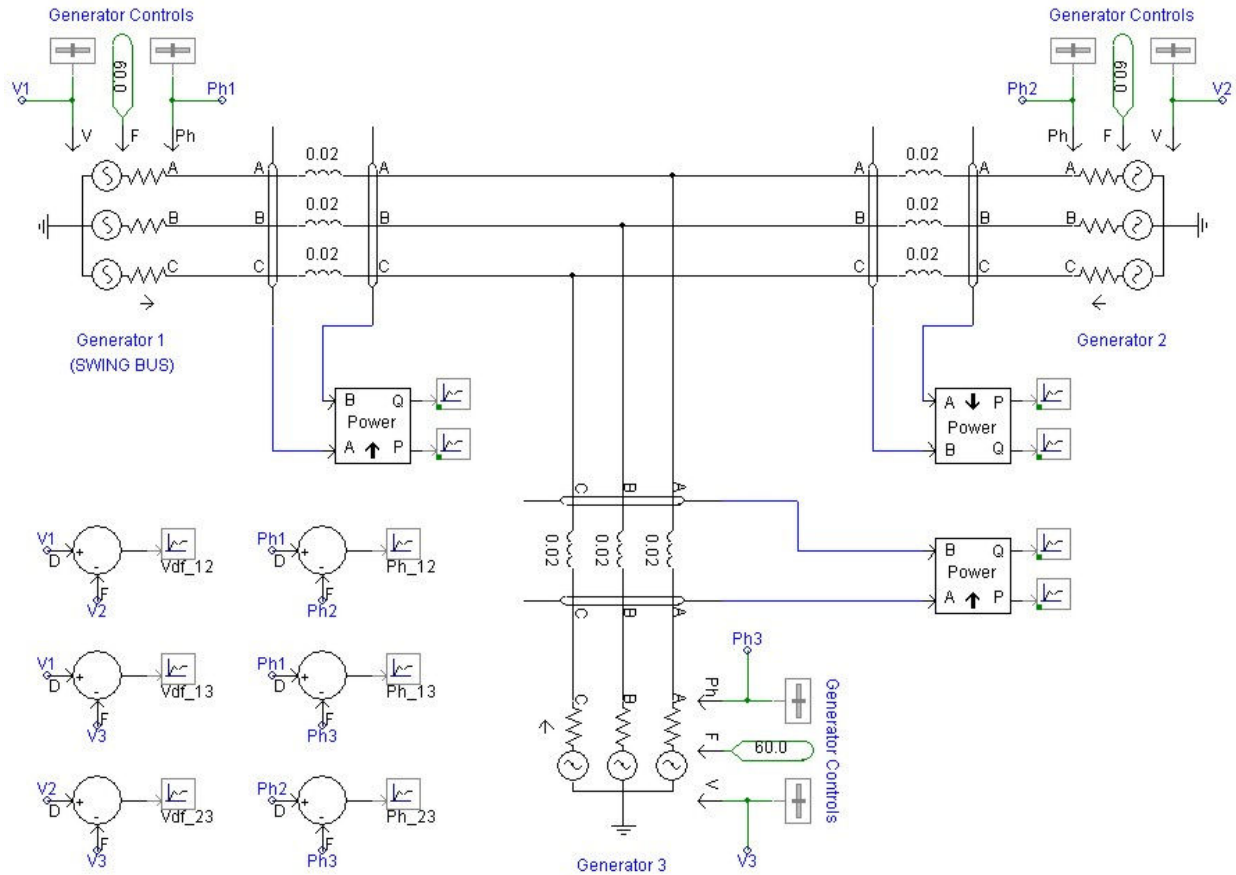 Generator Controls
Generator Controls
60.0
60.0
V1
Ph1
Ph2
V2
V
F
Ph
Ph
F
V
A
A
0.02
A
A
0.02
A
A
B
B
0.02
B
B
0.02
B
B
C
C
0.02
C
C
0.02
C
C
Generator 1
(SWING BUS)
Generator 2
B Q
Power
A P
A P
Power
B Q
C
B
A
0.02
0.02
0.02
C
B
A
B Q
Power
A P
V1
D
+
-
F
V2
Vdf_12
Ph1
D
+
-
F
Ph2
Ph_12
V1
D
+
-
F
V3
Vdf_13
Ph1
D
+
-
F
Ph3
Ph_13
V2
D
+
-
F
V3
Vdf_23
Ph2
D
+
-
F
Ph3
Ph_23
Ph3
C
B
A
Ph
F
60.0
V
V3
Generator Controls
Generator 3